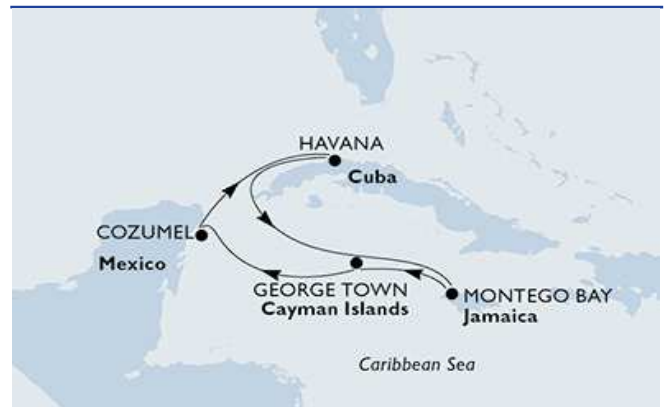 HAVANA
Cuba
COZUMEL
Mexico
GEORGE TOWN
Cayman Islands
MONTEGO BAY
Jamaica
Caribbean Sea